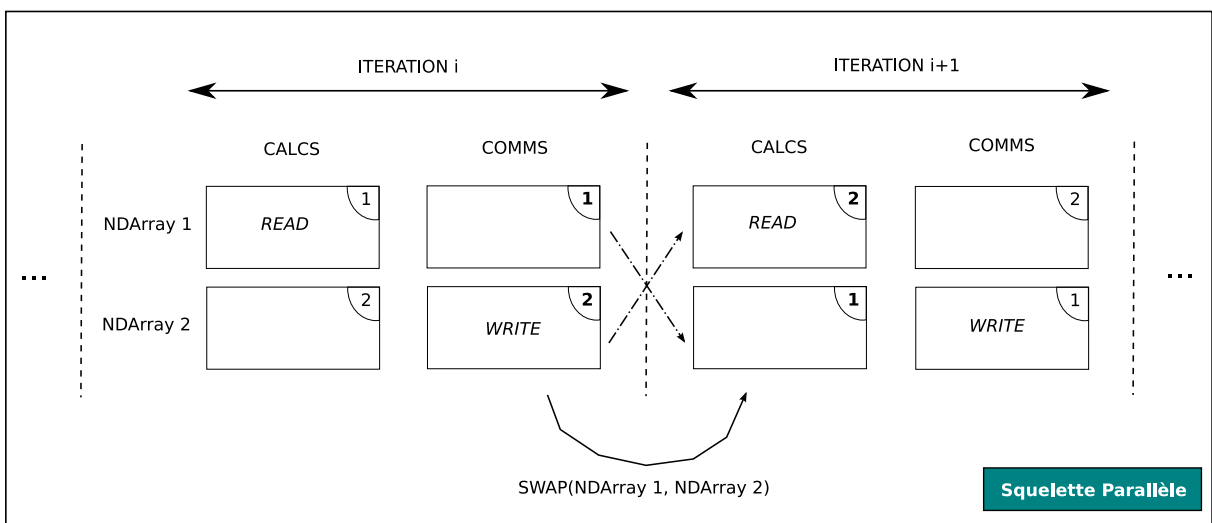 ITERATION i
ITERATION i+1
CALCS
COMMS
CALCS
COMMS
NDArray 1
READ
1
1
READ
2
2
...
...
NDArray 2
2
WRITE
2
1
WRITE
1
SWAP(NDArray 1, NDArray 2)
Squelette Parallèle